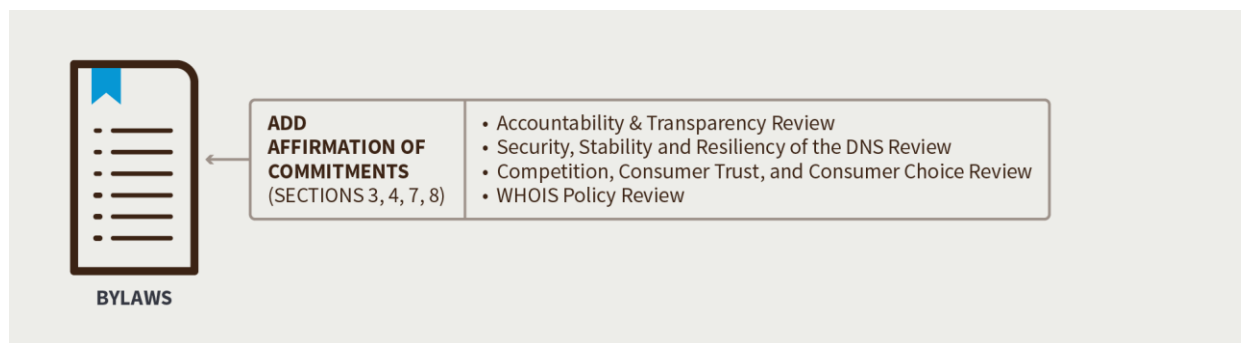 ADD
AFFIRMATION OF
COMMITMENTS
(SECTIONS 3, 4, 7, 8)
• Accountability & Transparency Review
• Security, Stability and Resiliency of the DNS Review
• Competition, Consumer Trust, and Consumer Choice Review
• WHOIS Policy Review
BYLAWS